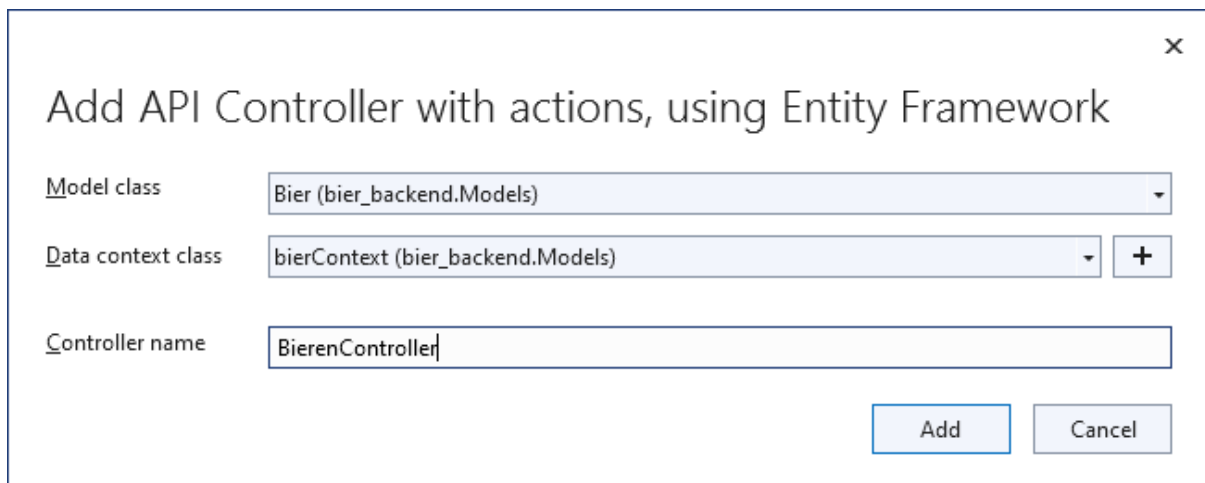 Add API Controller with actions, using Entity Framework
Model class
Bier (bier_backend.Models)
Data context class
bierContext (bier_backend.Models)
Controller name
BierenController
Add
Cancel